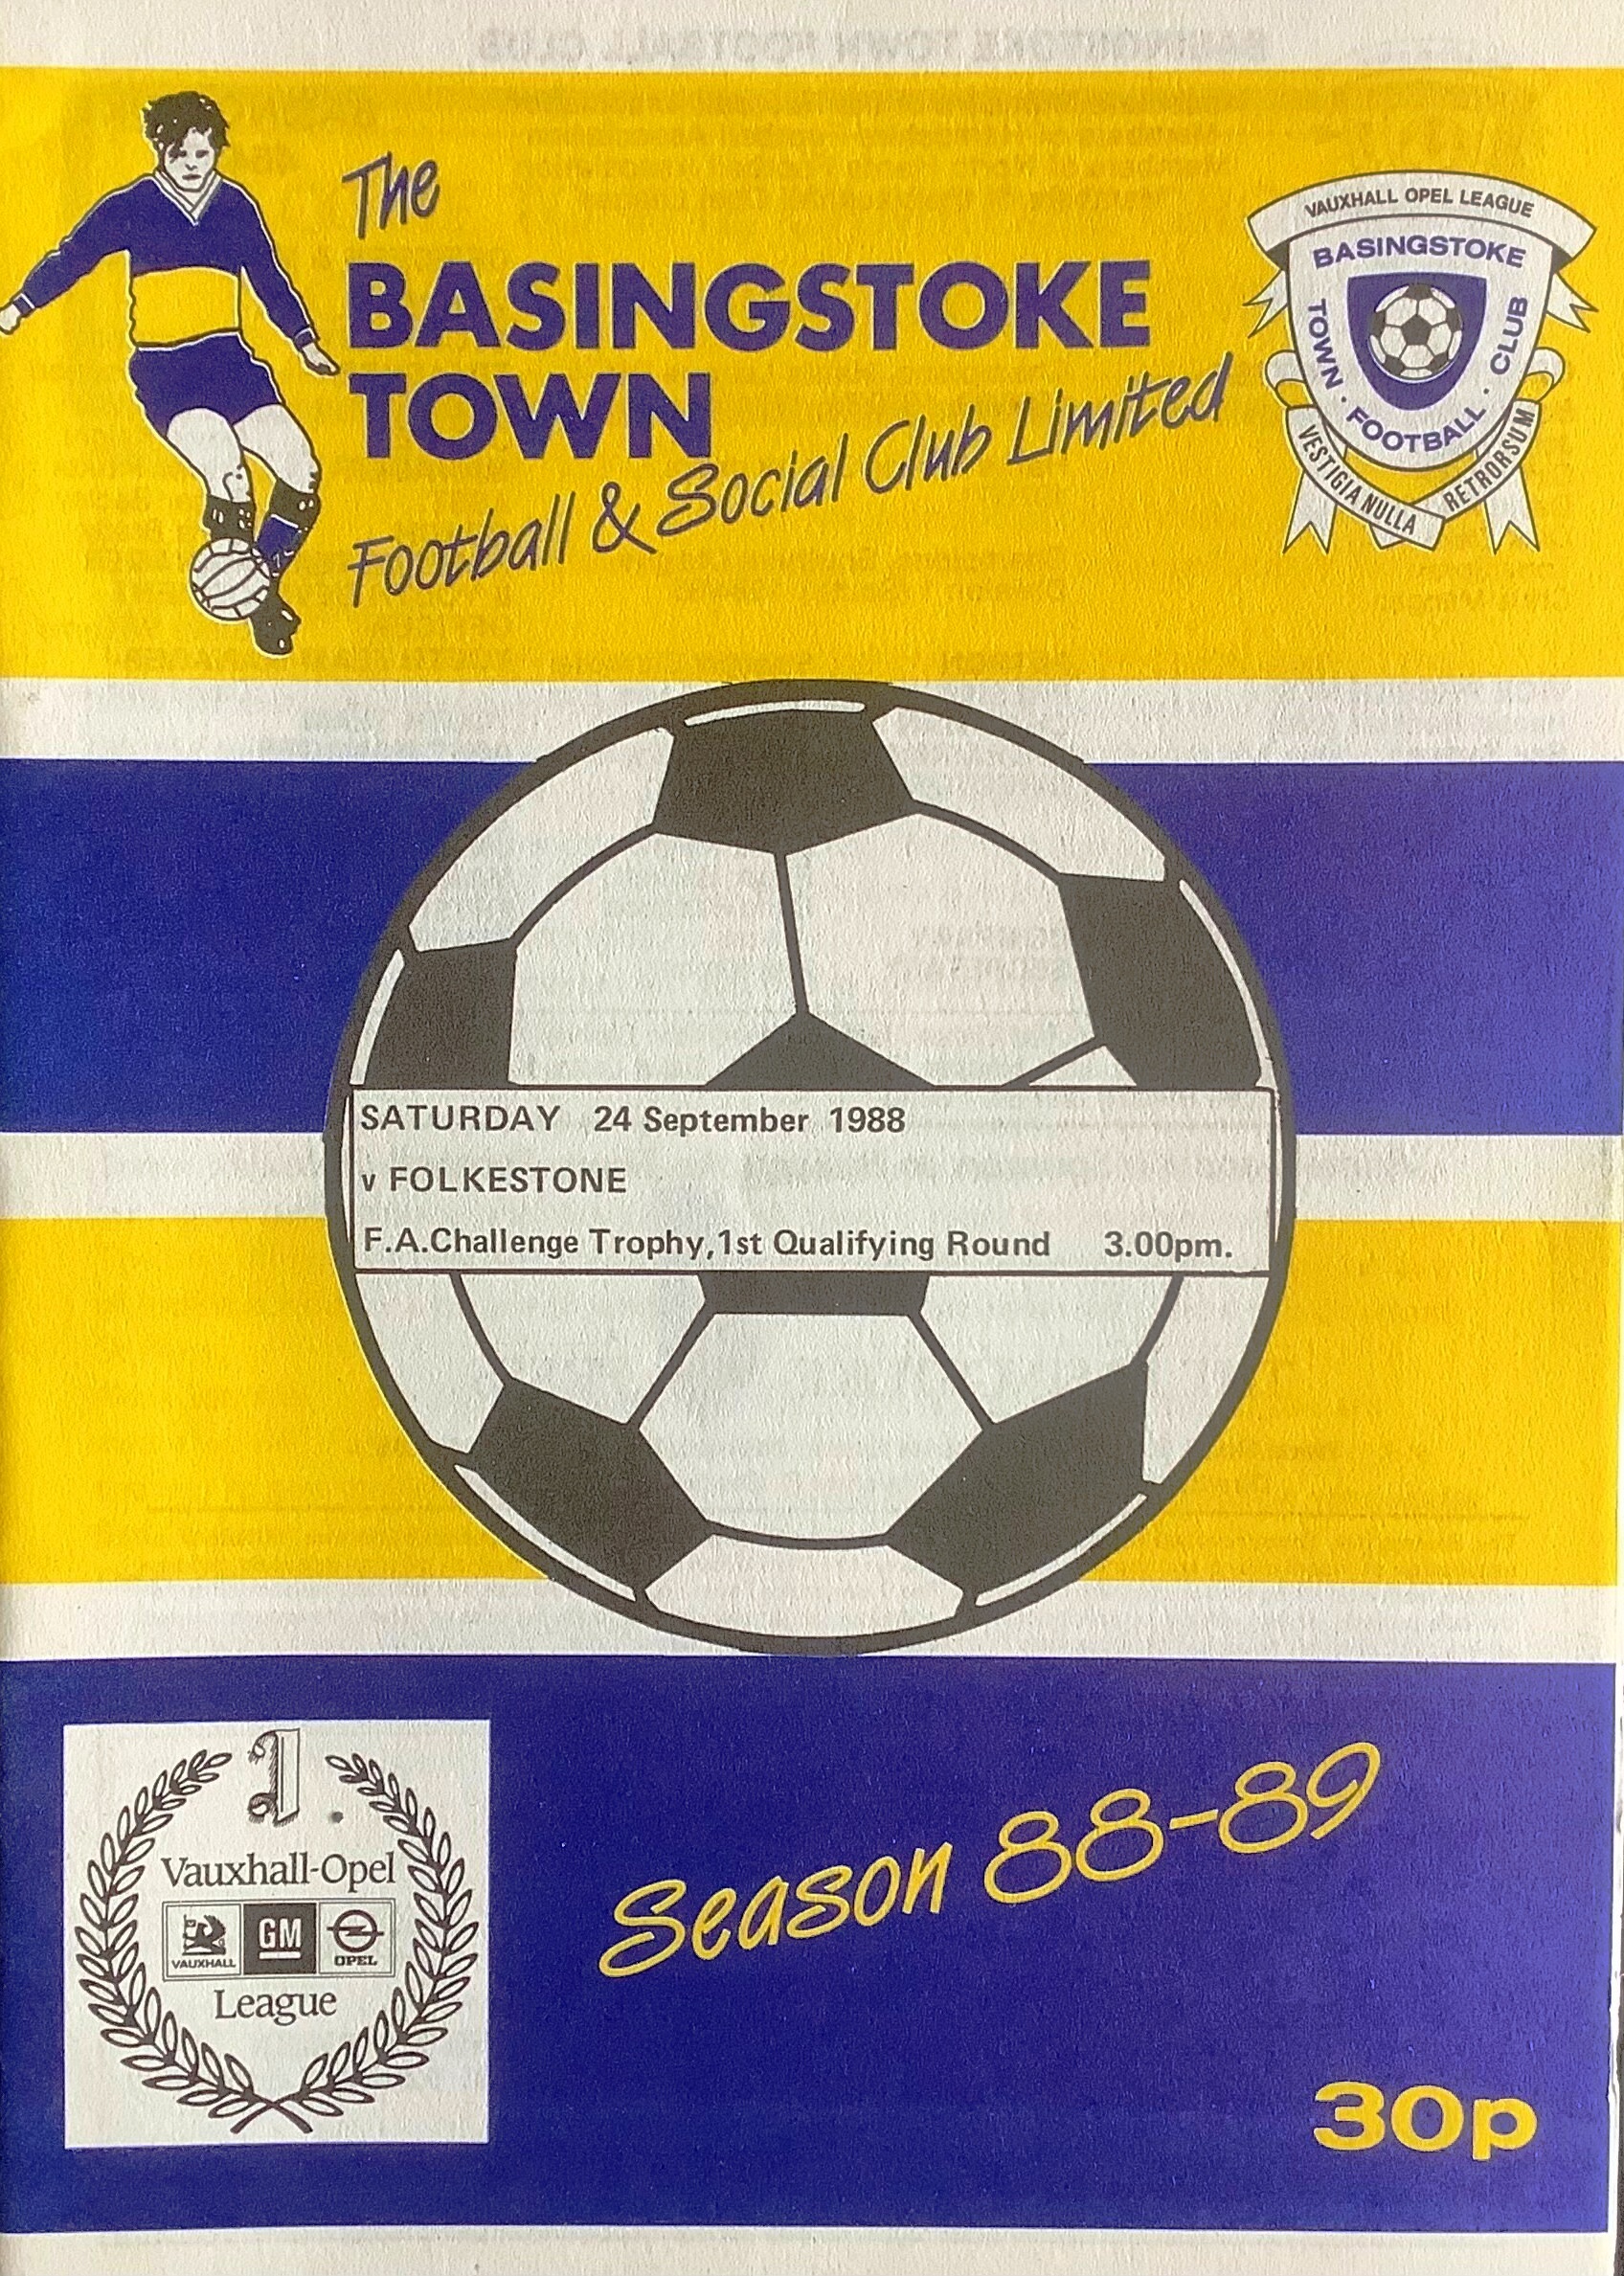 The
BASINGSTOKE
TOWN
Football & Social Club Limited
VAUXHALL OPEL LEAGUE
BASINGSTOKE
TOWN · FOOTBALL · CLUB
VESTIGIA NULLA RETRORSUM
SATURDAY 24 September 1988
v FOLKESTONE
F.A.Challenge Trophy,1st Qualifying Round 3.00pm.
1.
Vauxhall-Opel
VAUXHALL GM OPEL
League
Season 88-89
30p